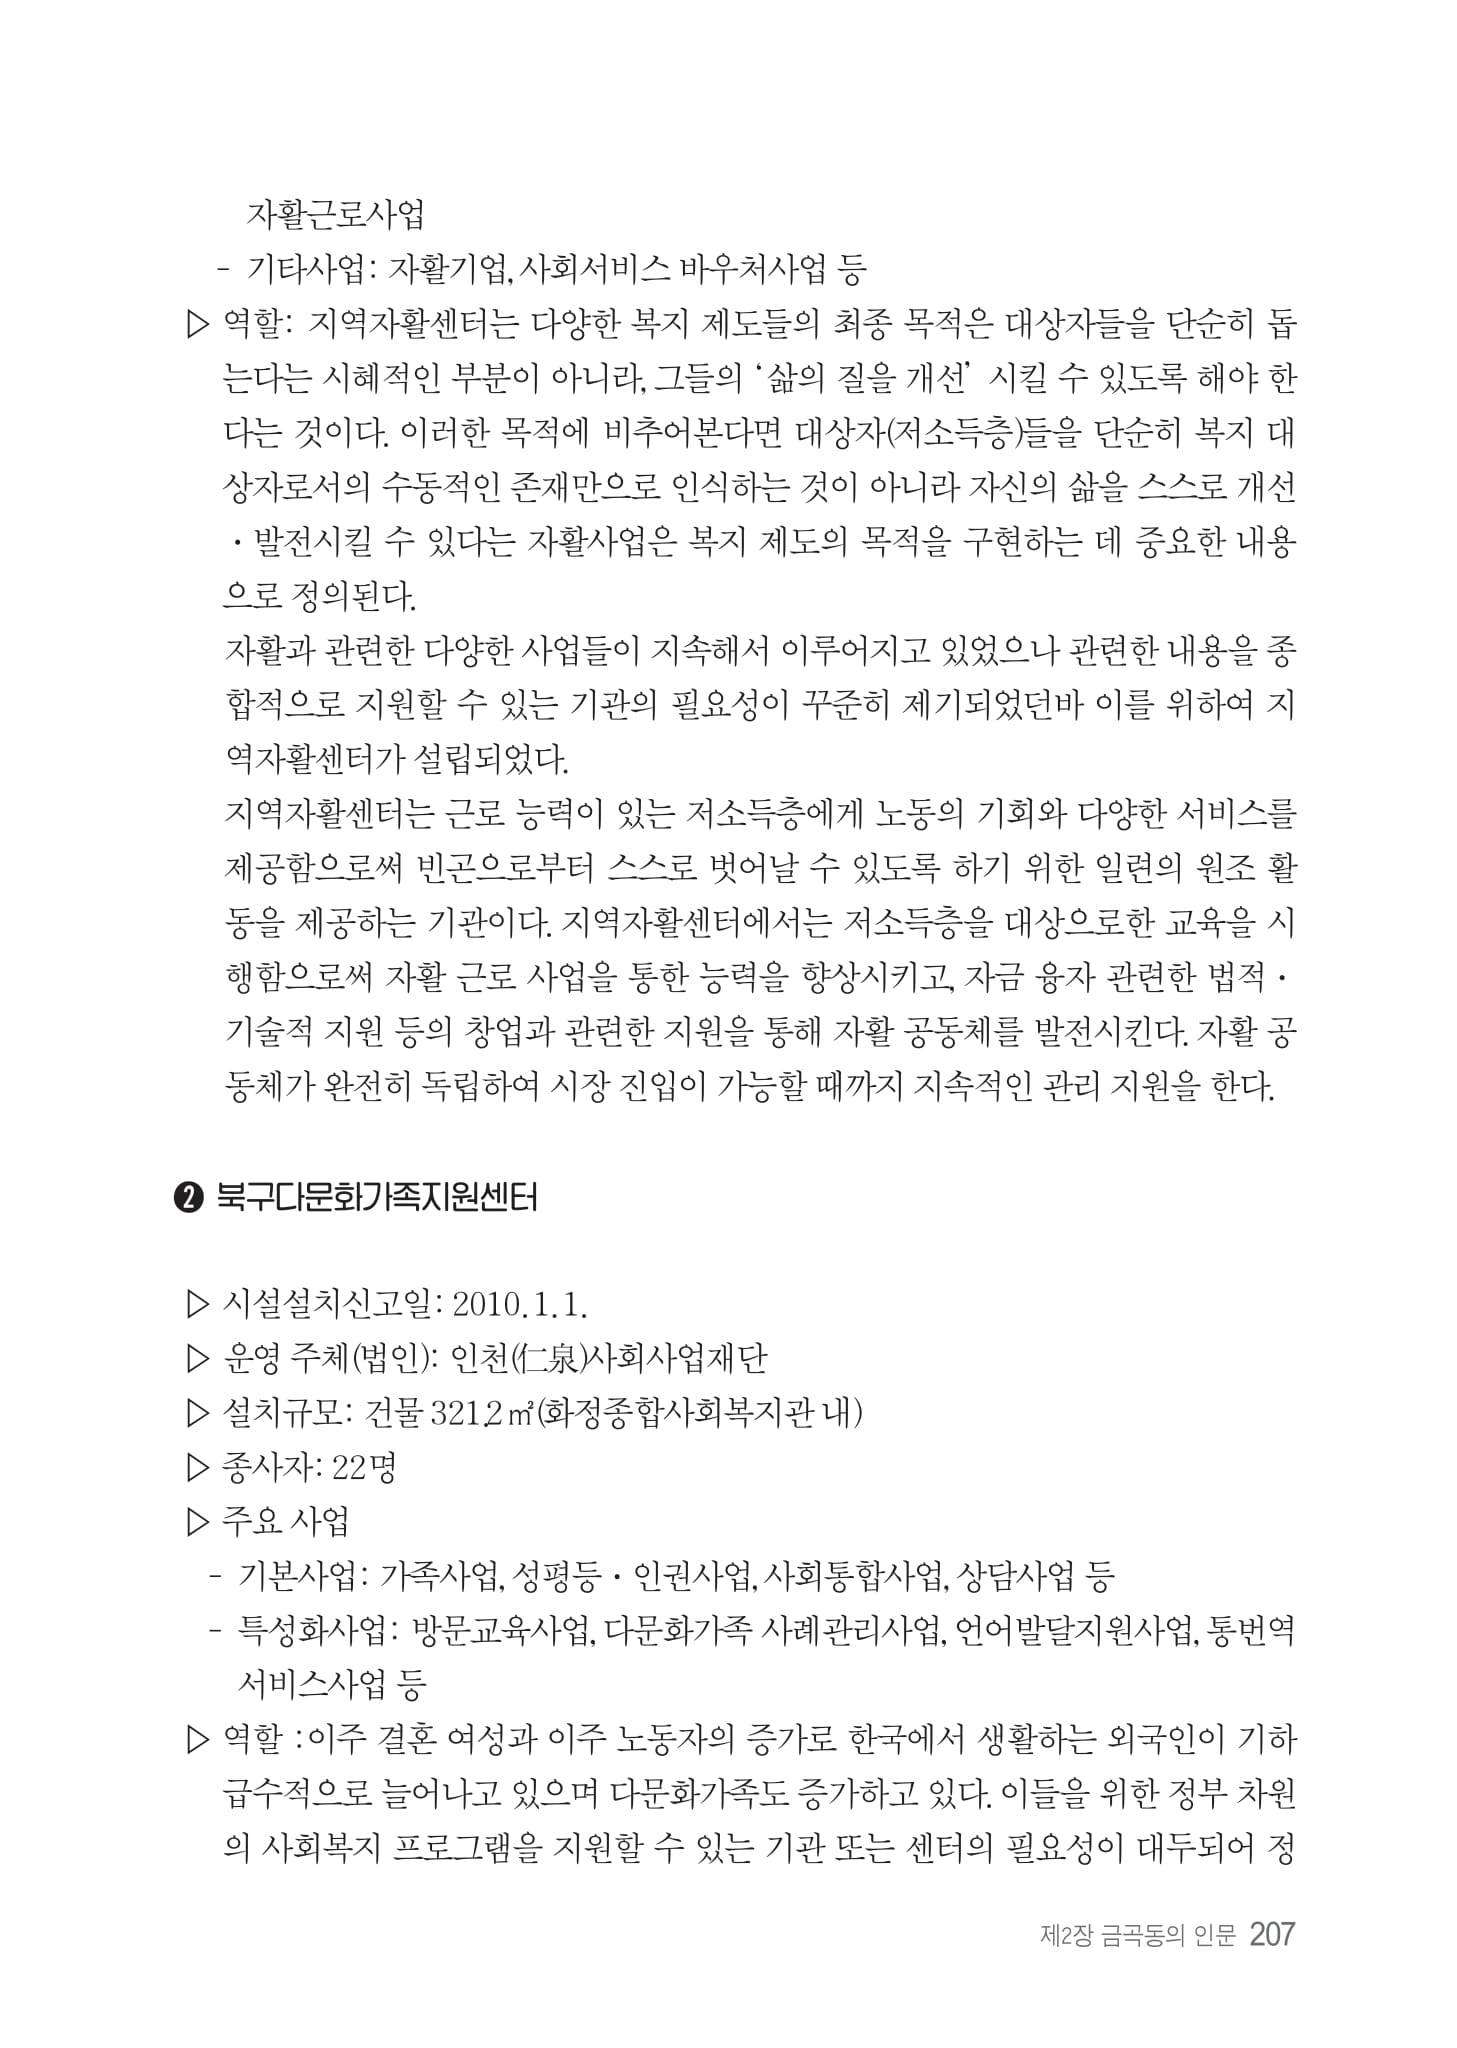 자활근로사업
- 기타사업: 자활기업, 사회서비스 바우처사업 등
▷ 역할: 지역자활센터는 다양한 복지 제도들의 최종 목적은 대상자들을 단순히 돕
는다는 시혜적인 부분이 아니라, 그들의 ‘삶의 질을 개선’ 시킬 수 있도록 해야 한
다는 것이다. 이러한 목적에 비추어본다면 대상자(저소득층)들을 단순히 복지 대
상자로서의 수동적인 존재만으로 인식하는 것이 아니라 자신의 삶을 스스로 개선
・발전시킬 수 있다는 자활사업은 복지 제도의 목적을 구현하는 데 중요한 내용
으로 정의된다.
자활과 관련한 다양한 사업들이 지속해서 이루어지고 있었으나 관련한 내용을 종
합적으로 지원할 수 있는 기관의 필요성이 꾸준히 제기되었던바 이를 위하여 지
역자활센터가 설립되었다.
지역자활센터는 근로 능력이 있는 저소득층에게 노동의 기회와 다양한 서비스를
제공함으로써 빈곤으로부터 스스로 벗어날 수 있도록 하기 위한 일련의 원조 활
동을 제공하는 기관이다. 지역자활센터에서는 저소득층을 대상으로한 교육을 시
행함으로써 자활 근로 사업을 통한 능력을 향상시키고, 자금 융자 관련한 법적・
기술적 지원 등의 창업과 관련한 지원을 통해 자활 공동체를 발전시킨다. 자활 공
동체가 완전히 독립하여 시장 진입이 가능할 때까지 지속적인 관리 지원을 한다.
❷ 북구다문화가족지원센터
▷ 시설설치신고일: 2010. 1. 1.
▷ 운영 주체(법인): 인천(仁泉)사회사업재단
▷ 설치규모: 건물 321.2㎡(화정종합사회복지관 내)
▷ 종사자: 22명
▷ 주요 사업
- 기본사업: 가족사업, 성평등・인권사업, 사회통합사업, 상담사업 등
- 특성화사업: 방문교육사업, 다문화가족 사례관리사업, 언어발달지원사업, 통번역
서비스사업 등
▷ 역할 :이주 결혼 여성과 이주 노동자의 증가로 한국에서 생활하는 외국인이 기하
급수적으로 늘어나고 있으며 다문화가족도 증가하고 있다. 이들을 위한 정부 차원
의 사회복지 프로그램을 지원할 수 있는 기관 또는 센터의 필요성이 대두되어 정
제2장 금곡동의 인문 207